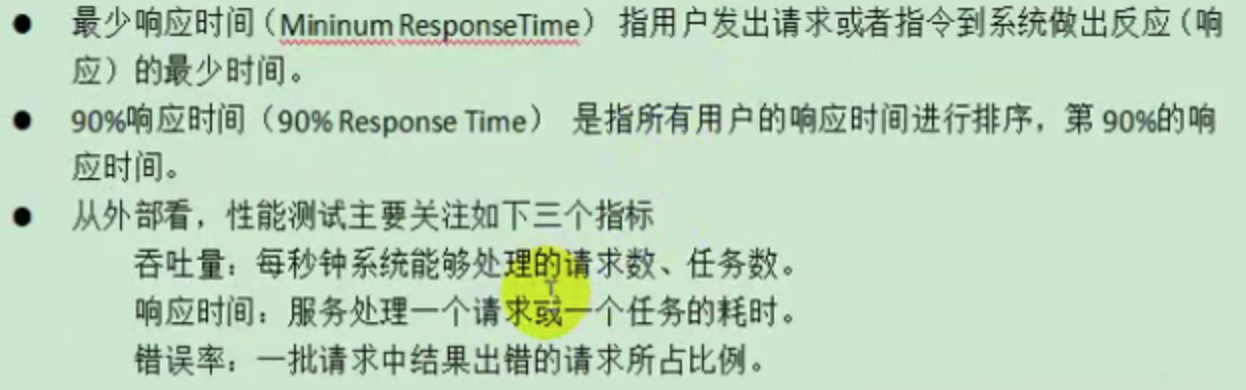 ● 最少响应时间（Mininum ResponseTime） 指用户发出请求或者指令到系统做出反应（响
应）的最少时间。
● 90%响应时间（90% Response Time） 是指所有用户的响应时间进行排序，第 90%的响
应时间。
● 从外部看，性能测试主要关注如下三个指标
吞吐量：每秒钟系统能够处理的请求数、任务数。
响应时间：服务处理一个请求或一个任务的耗时。
错误率：一批请求中结果出错的请求所占比例。